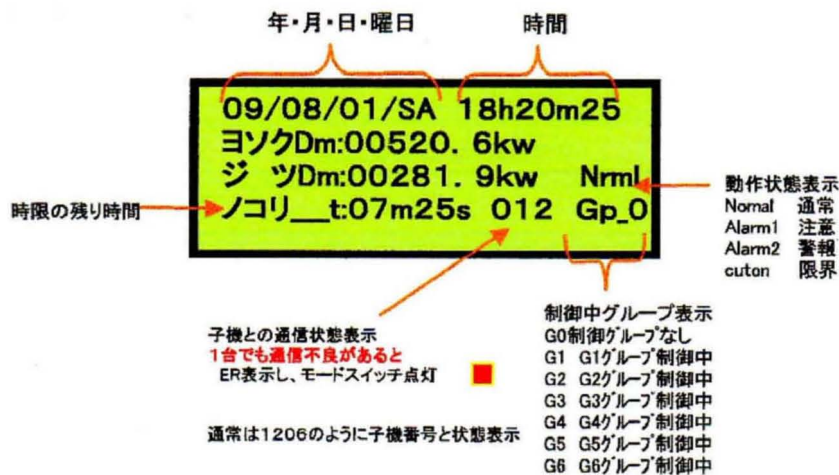 年・月・日・曜日
時間
09/08/01/SA 18h20m25
ヨソクDm:00520. 6kw
ジ ツDm:00281. 9kw Nrml
ノコリ__t:07m25s 012 Gp_0
時限の残り時間
動作状態表示
Nomal 通常
Alarm1 注意
Alarm2 警報
cuton 限界
子機との通信状態表示
1台でも通信不良があると
ER表示し、モードスイッチ点灯
通常は1206のように子機番号と状態表示
制御中グループ表示
G0制御グループなし
G1 G1グループ制御中
G2 G2グループ制御中
G3 G3グループ制御中
G4 G4グループ制御中
G5 G5グループ制御中
G6 G6グループ制御中